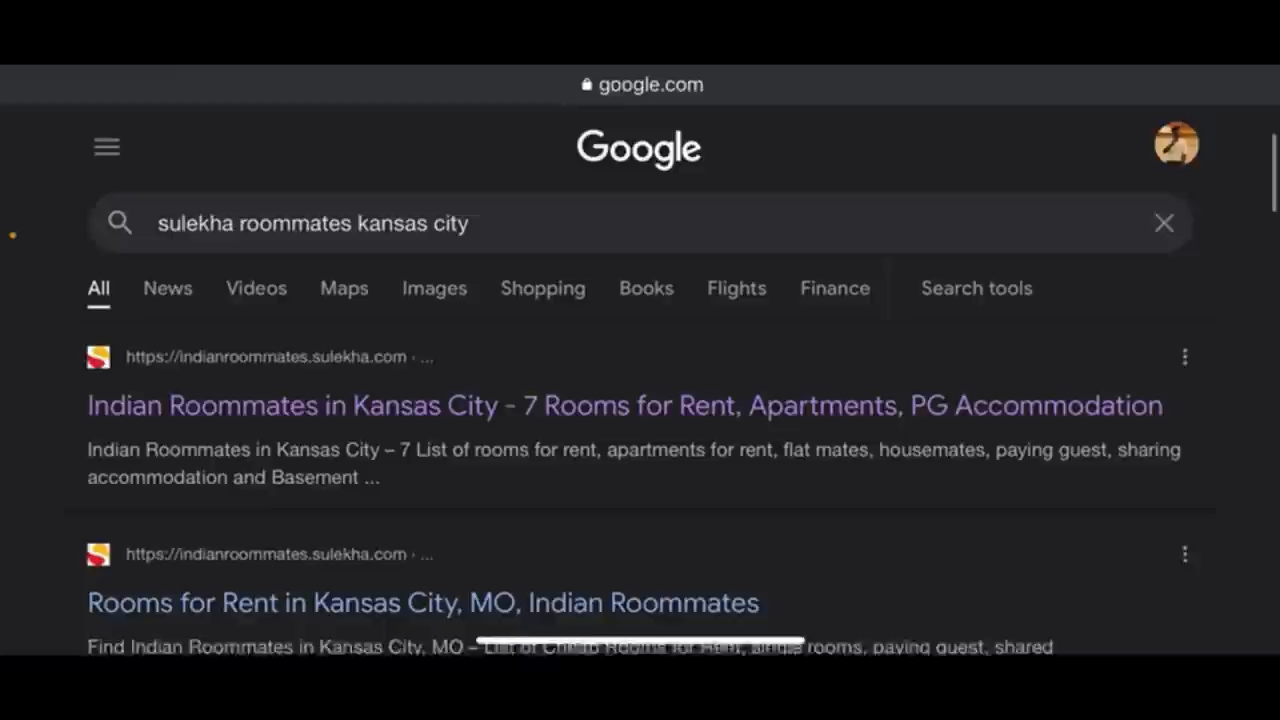 google.com
Google
sulekha roommates kansas city
All News Videos Maps Images Shopping Books Flights Finance Search tools
https://indianroommates.sulekha.com · ...
Indian Roommates in Kansas City - 7 Rooms for Rent, Apartments, PG Accommodation
Indian Roommates in Kansas City – 7 List of rooms for rent, apartments for rent, flat mates, housemates, paying guest, sharing
accommodation and Basement ...
https://indianroommates.sulekha.com · ...
Rooms for Rent in Kansas City, MO, Indian Roommates
Find Indian Roommates in Kansas City, MO – rooms, paying guest, shared